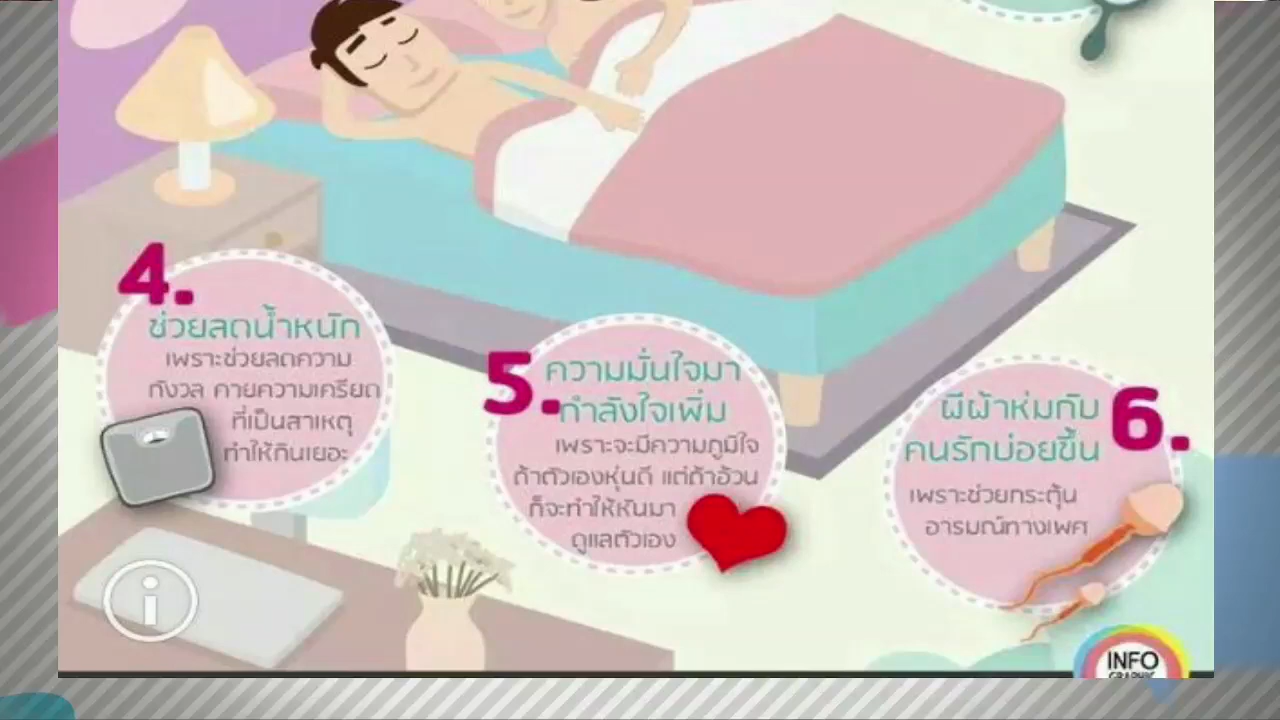 4.
ช่วยลดน้ำหนัก
เพราะช่วยลดความ
กังวล คายความเครียด
ที่เป็นสาเหตุ
ทำให้กินเยอะ
5.
ความมั่นใจมา
กำลังใจเพิ่ม
เพราะจะมีความภูมิใจ
ถ้าตัวเองหุ่นดี แต่ถ้าอ้วน
ก็จะทำให้หันมา
ดูแลตัวเอง
6.
ผีผ้าห่มกับ
คนรักบ่อยขึ้น
เพราะช่วยกระตุ้น
อารมณ์ทางเพศ
i
INFO
GRAPHIC